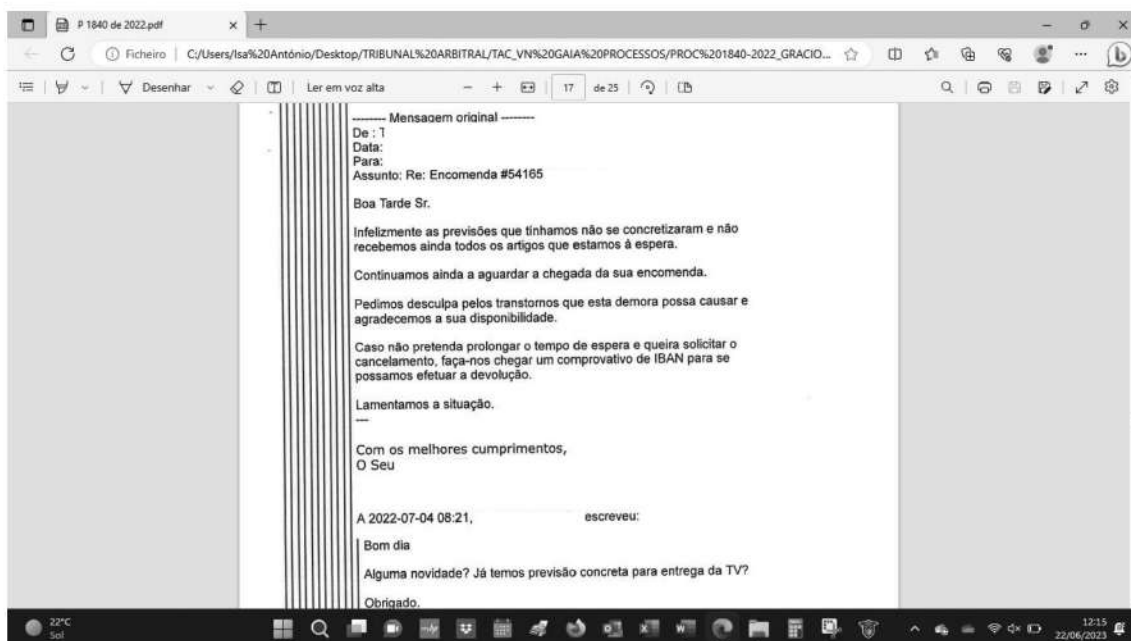 P 1840 de 2022.pdf
Ficheiro | C:/Users/Isa%20António/Desktop/TRIBUNAL%20ARBITRAL/TAC_VN%20GAIA%20PROCESSOS/PROC%201840-2022_GRACIO...
Desenhar Ler em voz alta 17 de 25
-------- Mensagem original --------
De : T
Data:
Para:
Assunto: Re: Encomenda #54165
Boa Tarde Sr.
Infelizmente as previsões que tínhamos não se concretizaram e não
recebemos ainda todos os artigos que estamos á espera.
Continuamos ainda a aguardar a chegada da sua encomenda.
Pedimos desculpa pelos transtornos que esta demora possa causar e
agradecemos a sua disponibilidade.
Caso não pretenda prolongar o tempo de espera e queira solicitar o
cancelamento, faça-nos chegar um comprovativo de IBAN para se
possamos efetuar a devolução.
Lamentamos a situação.
---
Com os melhores cumprimentos,
O Seu
A 2022-07-04 08:21, escreveu:
Bom dia
Alguma novidade? Já temos previsão concreta para entrega da TV?
Obrigado.
22°C
Sol
12:15
22/06/2023